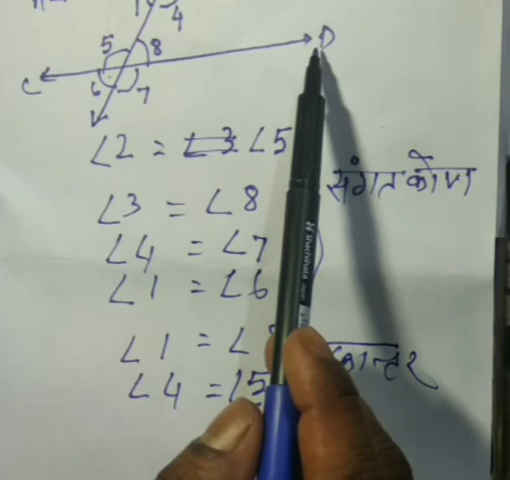 4
5 8 D
C 6 7
∠2 = ∠5
संगत कोण
∠3 = ∠8
∠4 = ∠7
∠1 = ∠6
∠1 = ∠
∠4 = ∠5